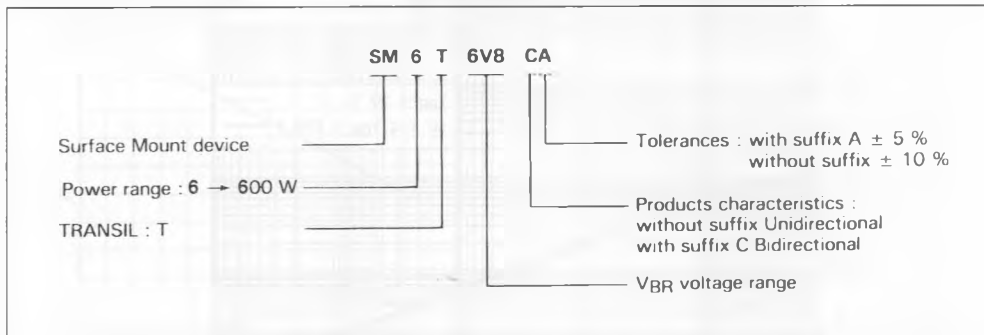 SM 6 T 6V8 CA
Surface Mount device
Power range : 6 → 600 W
TRANSIL : T
Tolerances : with suffix A ± 5 %
without suffix ± 10 %
Products characteristics :
without suffix Unidirectional
with suffix C Bidirectional
VBR voltage range